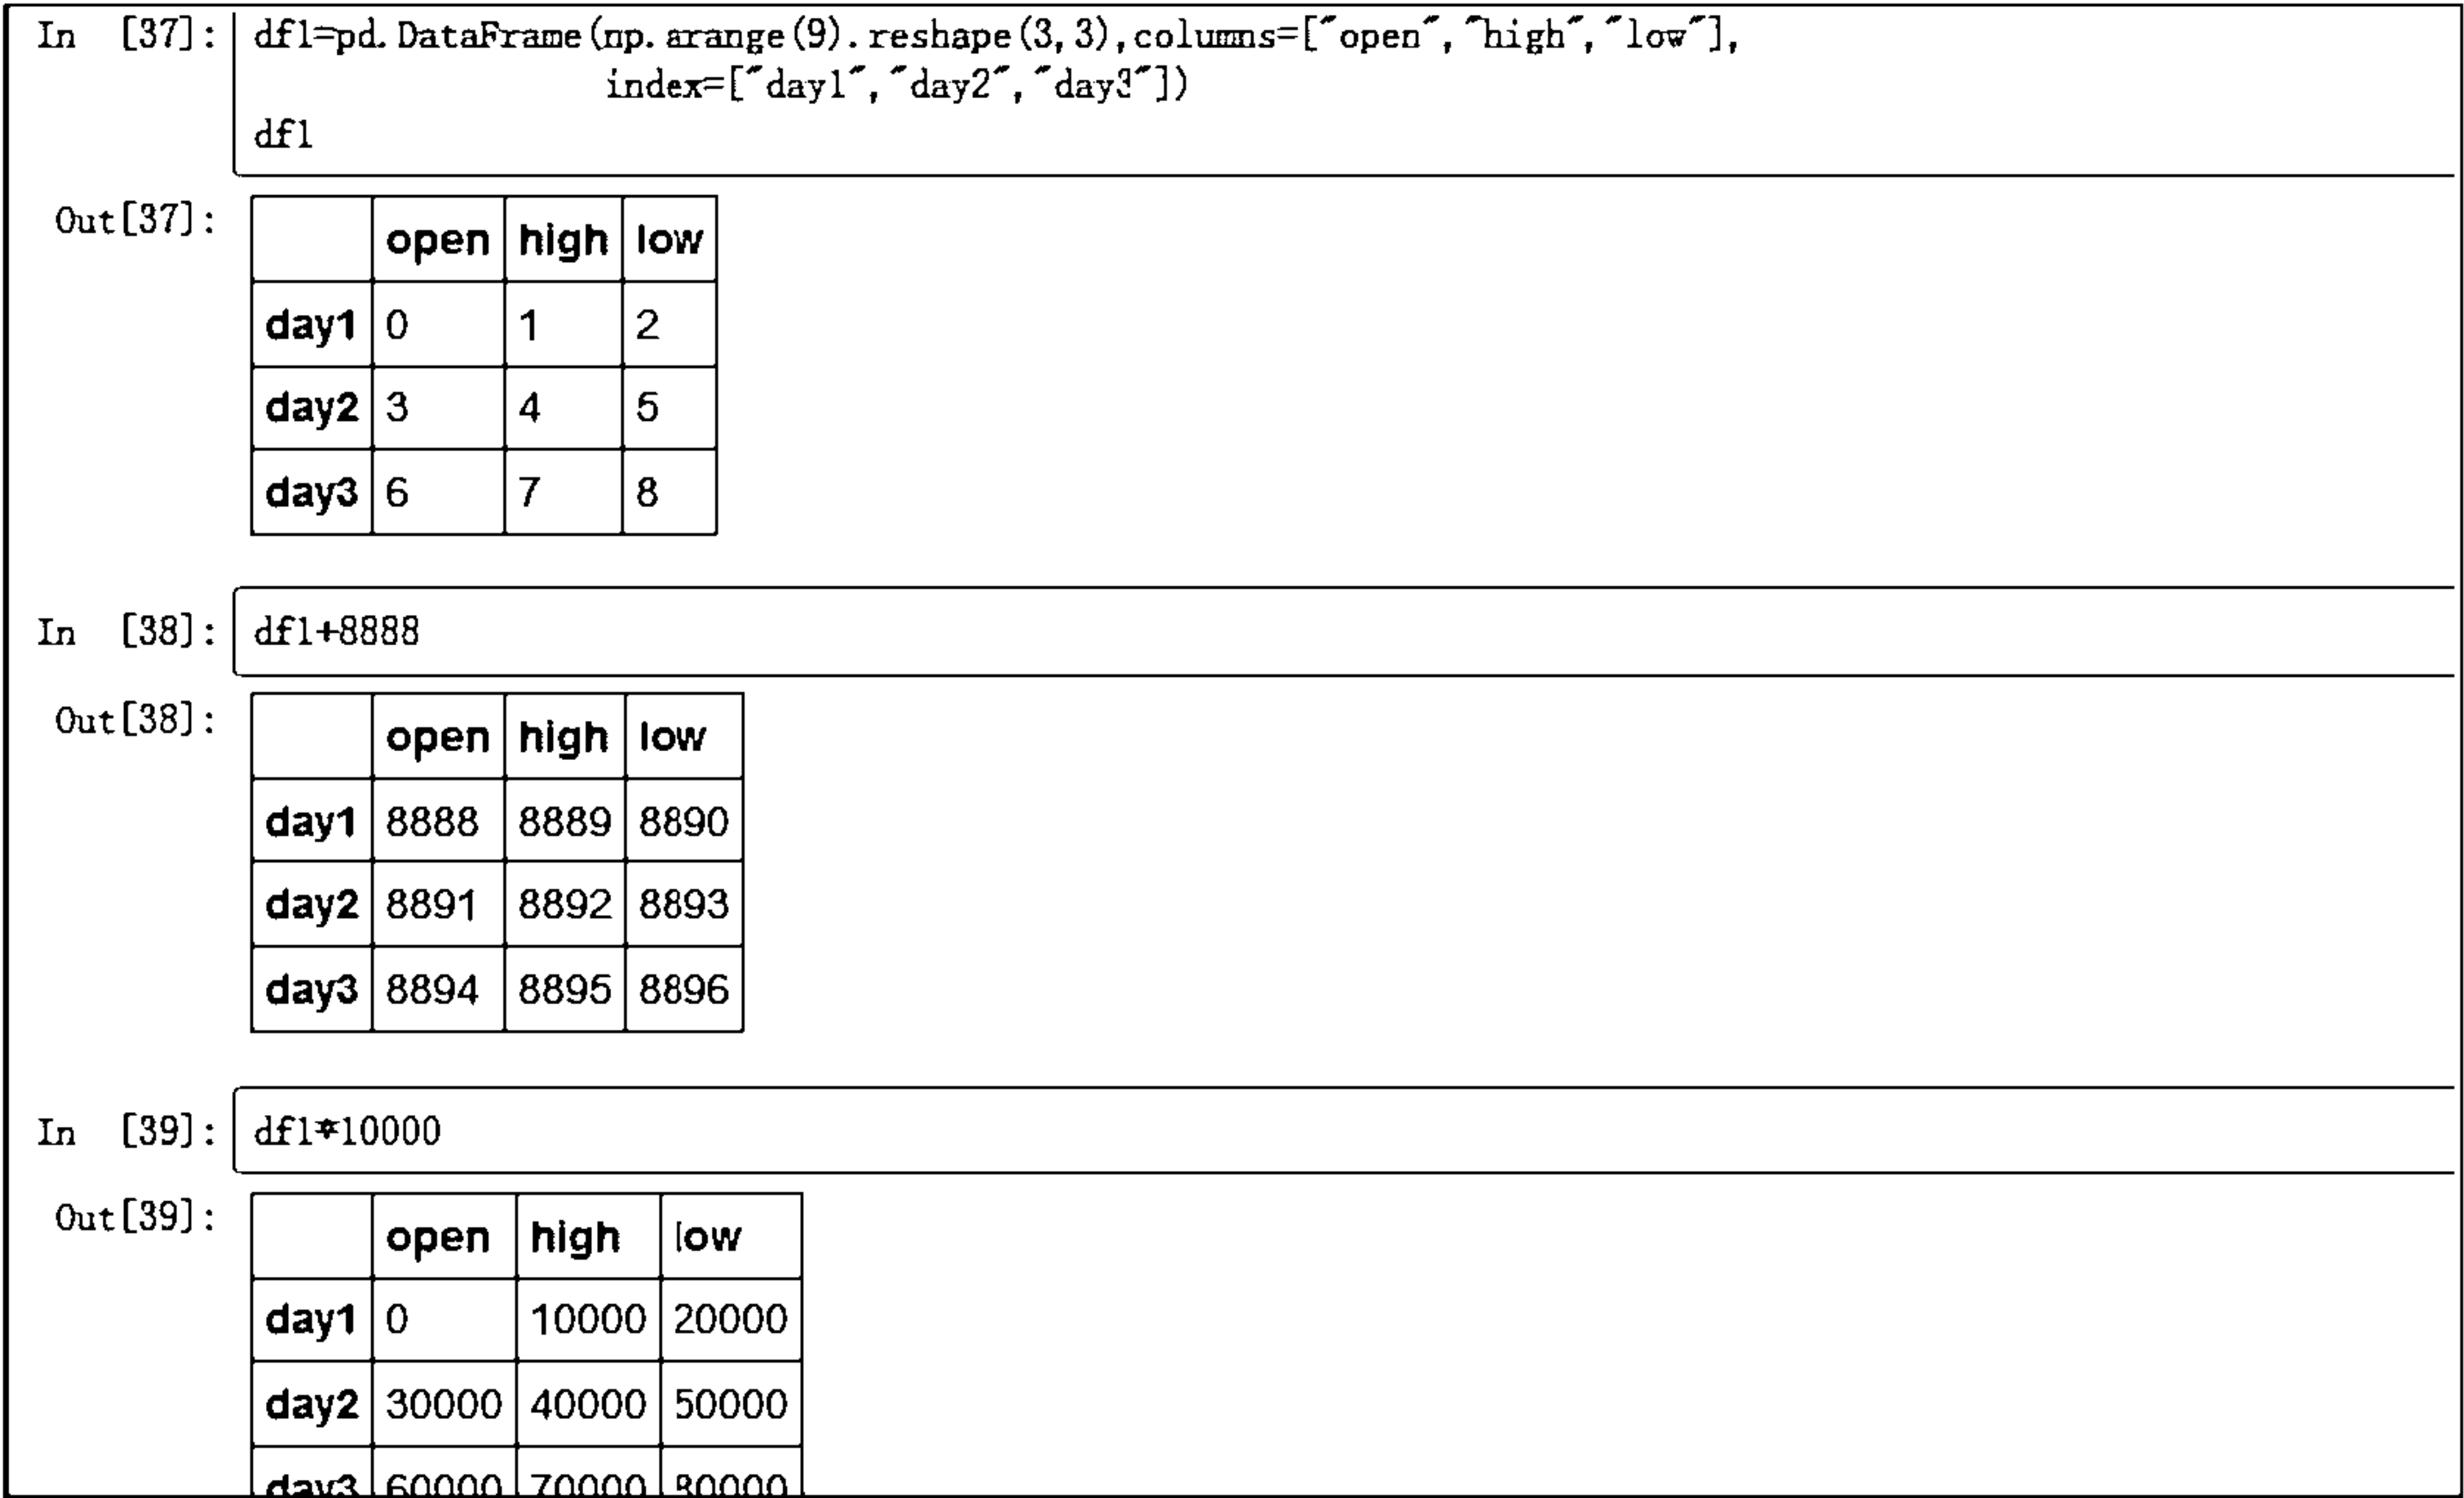 In [37]: df1=pd.DataFrame(np.arange(9).reshape(3,3),columns=["open","high","low"],
index=["day1","day2","day3"])
df1
Out[37]:
open high low
day1 0 1 2
day2 3 4 5
day3 6 7 8
In [38]: df1+8888
Out[38]:
open high low
day1 8888 8889 8890
day2 8891 8892 8893
day3 8894 8895 8896
In [39]: df1*10000
Out[39]:
open high low
day1 0 10000 20000
day2 30000 40000 50000
day3 60000 70000 80000